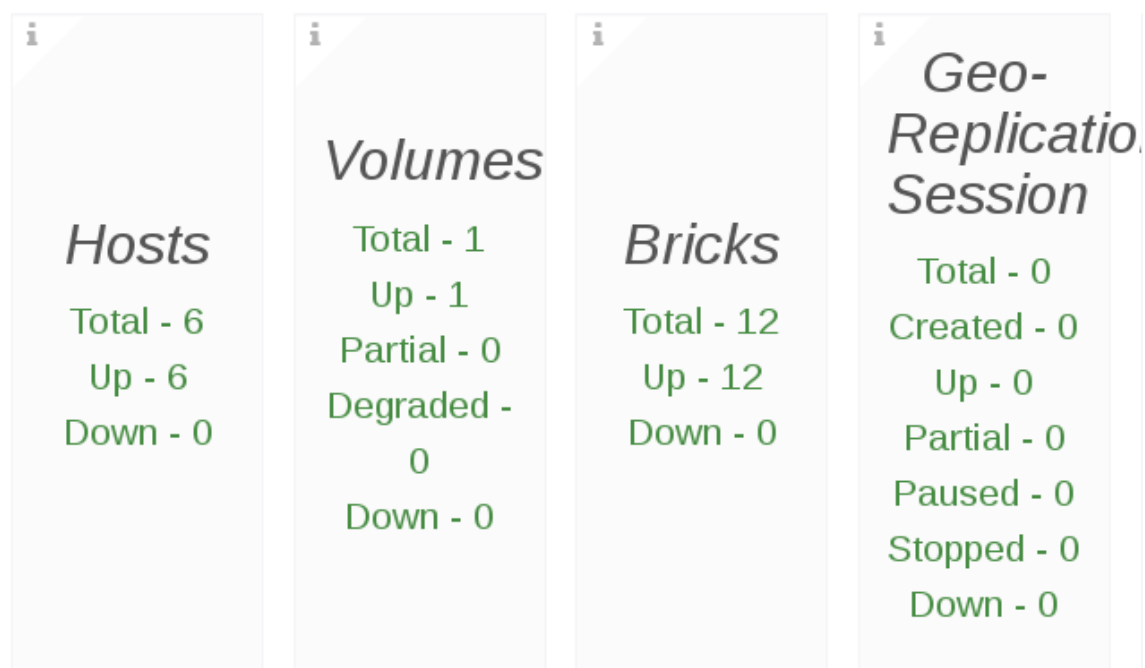 Hosts
Total - 6
Up - 6
Down - 0
Volumes
Total - 1
Up - 1
Partial - 0
Degraded -
0
Down - 0
Bricks
Total - 12
Up - 12
Down - 0
Geo-
Replicatio
Session
Total - 0
Created - 0
Up - 0
Partial - 0
Paused - 0
Stopped - 0
Down - 0